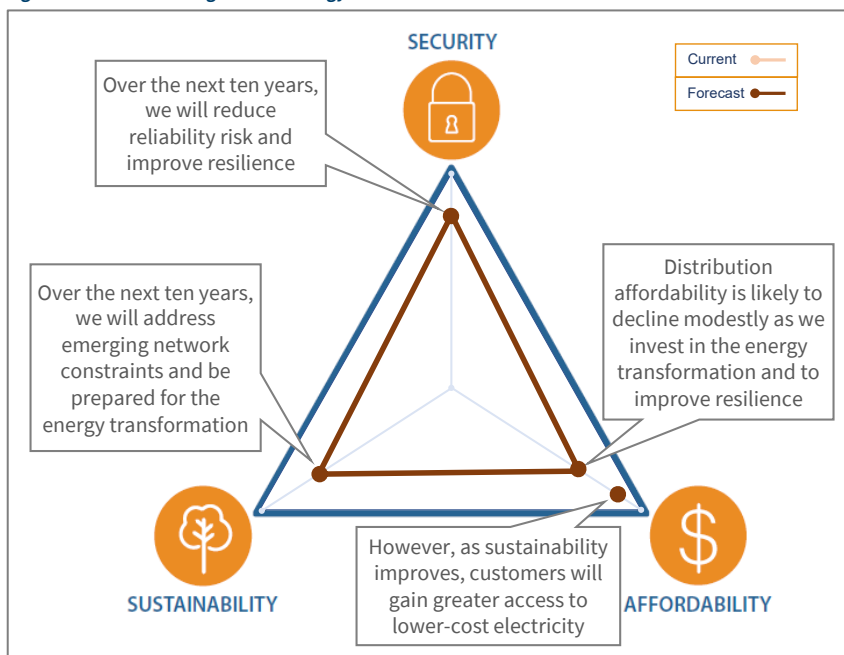 SECURITY
Current
Forecast
Over the next ten years,
we will reduce
reliability risk and
improve resilience
Over the next ten years,
we will address
emerging network
constraints and be
prepared for the
energy transformation
Distribution
affordability is likely to
decline modestly as we
invest in the energy
transformation and to
improve resilience
However, as sustainability
improves, customers will
gain greater access to
lower-cost electricity
$
SUSTAINABILITY
AFFORDABILITY